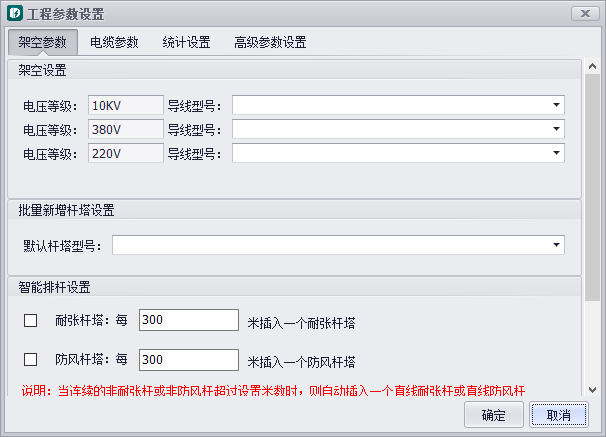 工程参数设置
架空参数 电缆参数 统计设置 高级参数设置
架空设置
电压等级： 10KV 导线型号：
电压等级： 380V 导线型号：
电压等级： 220V 导线型号：
批量新增杆塔设置
默认杆塔型号：
智能排杆设置
耐张杆塔：每 300 米插入一个耐张杆塔
防风杆塔：每 300 米插入一个防风杆塔
说明：当连续的非耐张杆或非防风杆超过设置米数时，则自动插入一个直线耐张杆或直线防风杆
确定 取消